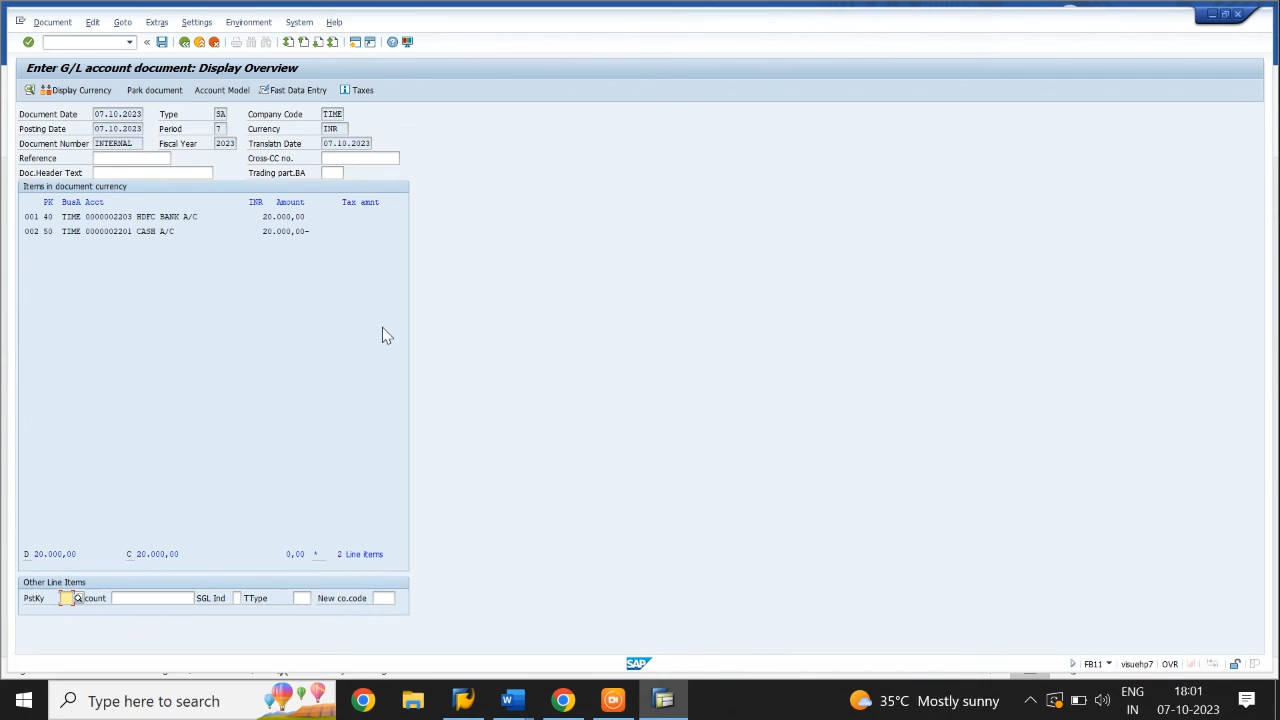 Document Edit Goto Extras Settings Environment System Help
Enter G/L account document: Display Overview
Display Currency Park document Account Model Fast Data Entry Taxes
Document Date 07.10.2023 Type SA Company Code TIME
Posting Date 07.10.2023 Period 7 Currency INR
Document Number INTERNAL Fiscal Year 2023 Translatn Date 07.10.2023
Reference Cross-CC no.
Doc.Header Text Trading part.BA
Items in document currency
PK BusA Acct INR Amount Tax amnt
001 40 TIME 0000002203 HDFC BANK A/C 20.000,00
002 50 TIME 0000002201 CASH A/C 20.000,00-
D 20.000,00 C 20.000,00 0,00 * 2 Line items
Other Line Items
PstKy count SGL Ind TType New co.code
SAP FB11 visuehp7 OVR
Type here to search 35°C Mostly sunny ENG IN 18:01 07-10-2023